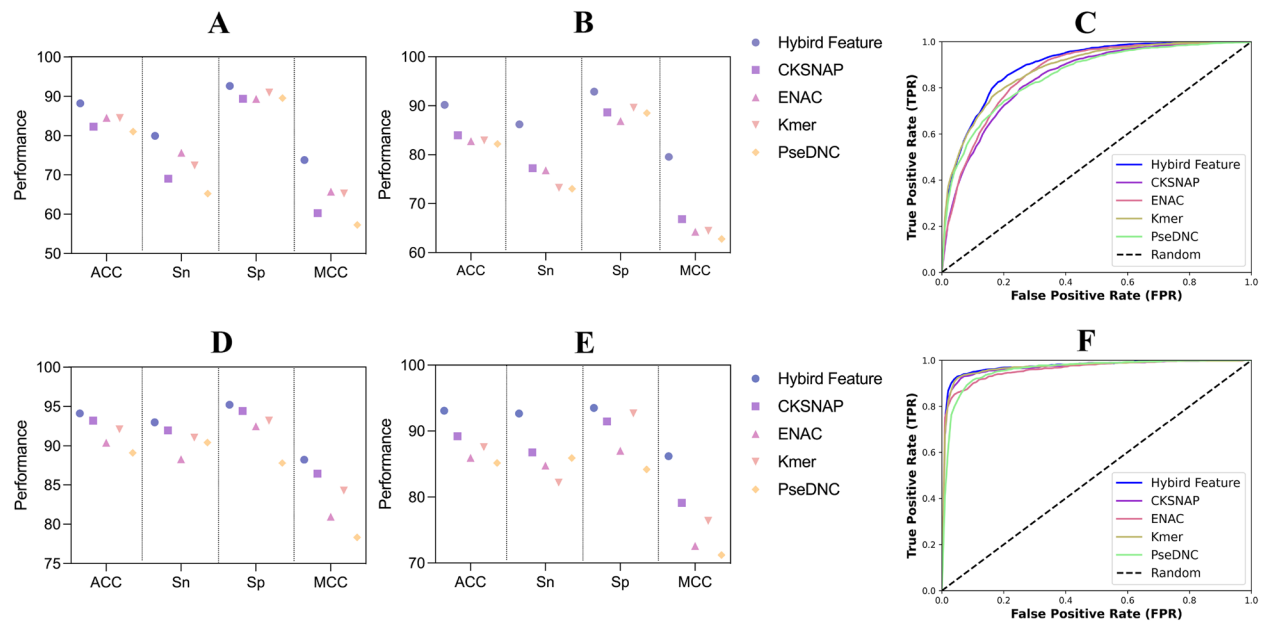 A
Performance
100
90
80
70
60
50
ACC
Sn
Sp
MCC
B
Performance
100
90
80
70
60
ACC
Sn
Sp
MCC
Hybird Feature
CKSNAP
ENAC
Kmer
PseDNC
C
True Positive Rate (TPR)
1.0
0.8
0.6
0.4
0.2
0.0
0.0
0.2
0.4
0.6
0.8
1.0
False Positive Rate (FPR)
Hybird Feature
CKSNAP
ENAC
Kmer
PseDNC
Random
D
Performance
100
95
90
85
80
75
ACC
Sn
Sp
MCC
E
Performance
100
90
80
70
ACC
Sn
Sp
MCC
Hybird Feature
CKSNAP
ENAC
Kmer
PseDNC
F
True Positive Rate (TPR)
1.0
0.8
0.6
0.4
0.2
0.0
0.0
0.2
0.4
0.6
0.8
1.0
False Positive Rate (FPR)
Hybird Feature
CKSNAP
ENAC
Kmer
PseDNC
Random